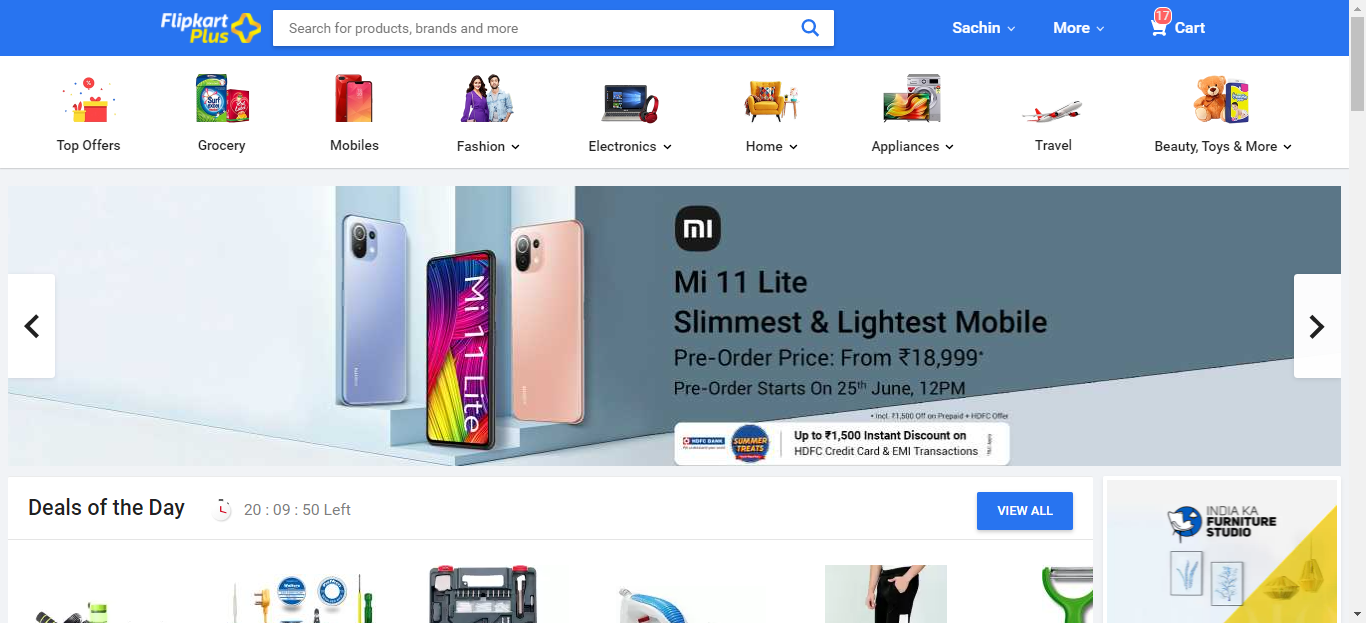 Flipkart
Plus
Search for products, brands and more
Sachin
More
17
Cart
Top Offers
Grocery
Mobiles
Fashion
Electronics
Home
Appliances
Travel
Beauty, Toys & More
Surf
excel
mi
Mi 11 Lite
Mi 11 Lite
Slimmest & Lightest Mobile
Pre-Order Price: From ₹18,999*
Pre-Order Starts On 25th June, 12PM
* Incl. ₹1,500 Off on Prepaid + HDFC Offer
HDFC BANK
SUMMER
TREATS
Up to ₹1,500 Instant Discount on
HDFC Credit Card & EMI Transactions
Deals of the Day
20 : 09 : 50 Left
VIEW ALL
INDIA KA
FURNITURE
STUDIO